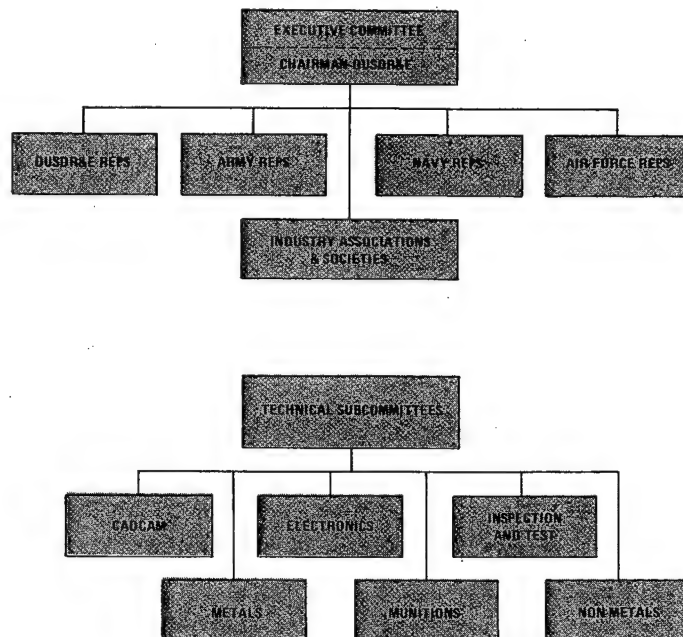 EXECUTIVE COMMITTEE
CHAIRMAN-OUSDR&E
OUSDR&E REPS
ARMY REPS
NAVY REPS
AIR FORCE REPS
INDUSTRY ASSOCIATIONS
& SOCIETIES
TECHNICAL SUBCOMMITTEES
CADCAM
ELECTRONICS
INSPECTION
AND TEST
METALS
MUNITIONS
NON-METALS